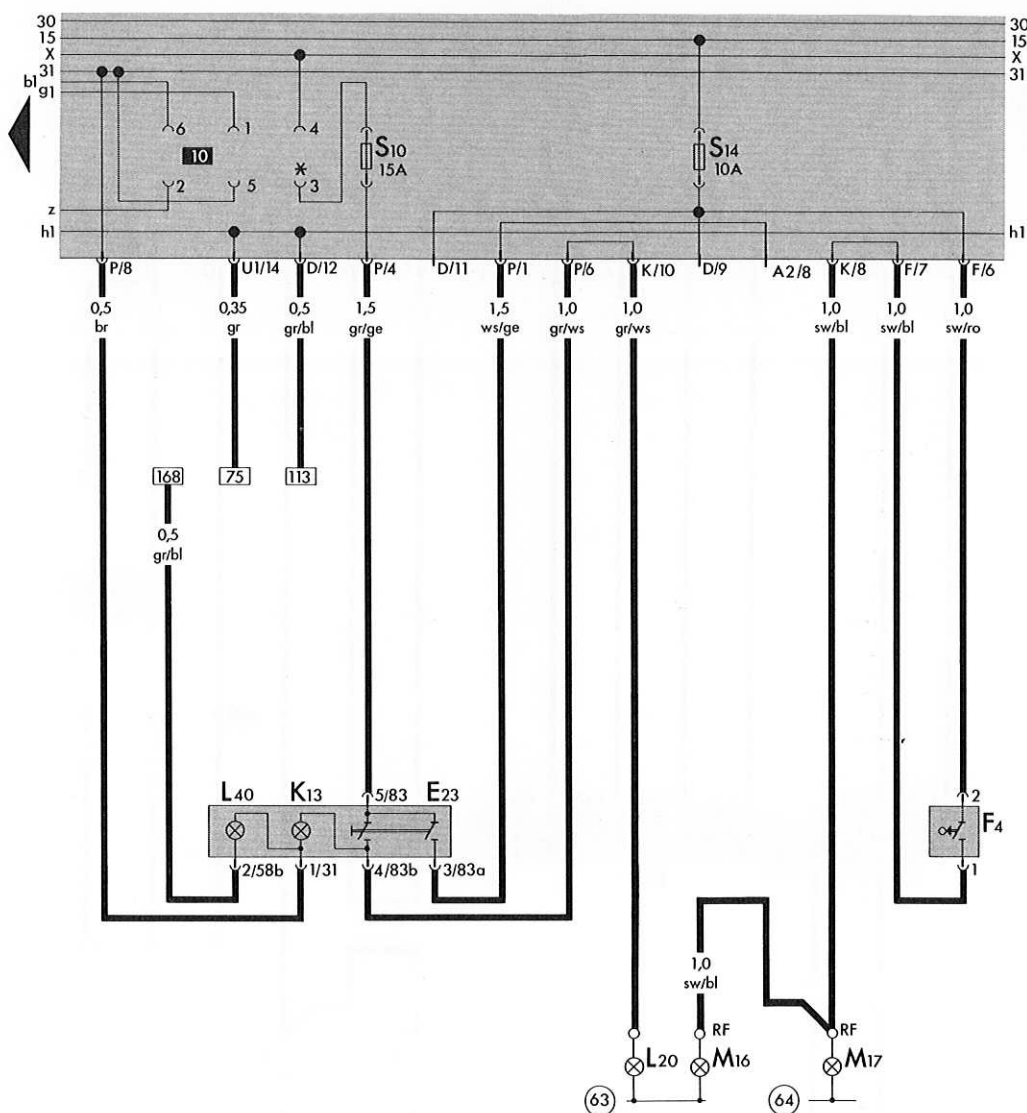 30 30
15 15
X X
31 31
b1
g1
6 1 4
10 S10 S14
15A 10A
*
2 5 3
z
h1 h1
P/8 U1/14 D/12 P/4 D/11 P/1 P/6 K/10 D/9 A2/8 K/8 F/7 F/6
0,5 0,35 0,5 1,5 1,5 1,0 1,0 1,0 1,0 1,0
br gr gr/bl gr/ge ws/ge gr/ws gr/ws sw/bl sw/bl sw/ro
168 75 113
0,5
gr/bl
L40 K13 5/83 E23 2
F4
2/58b 1/31 4/83b 3/83a 1
1,0
sw/bl
RF RF
L20 M16 M17
63 64